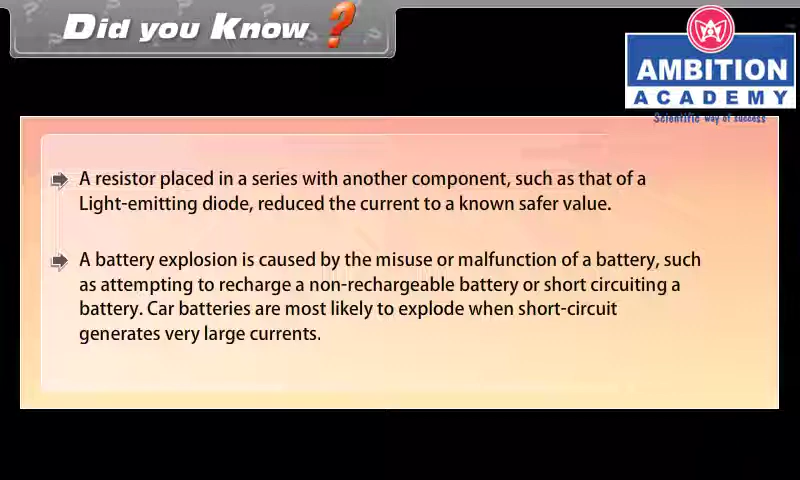 Did you Know ?
AMBITION
ACADEMY
Scientific way of success
A resistor placed in a series with another component, such as that of a
Light-emitting diode, reduced the current to a known safer value.
A battery explosion is caused by the misuse or malfunction of a battery, such
as attempting to recharge a non-rechargeable battery or short circuiting a
battery. Car batteries are most likely to explode when short-circuit
generates very large currents.